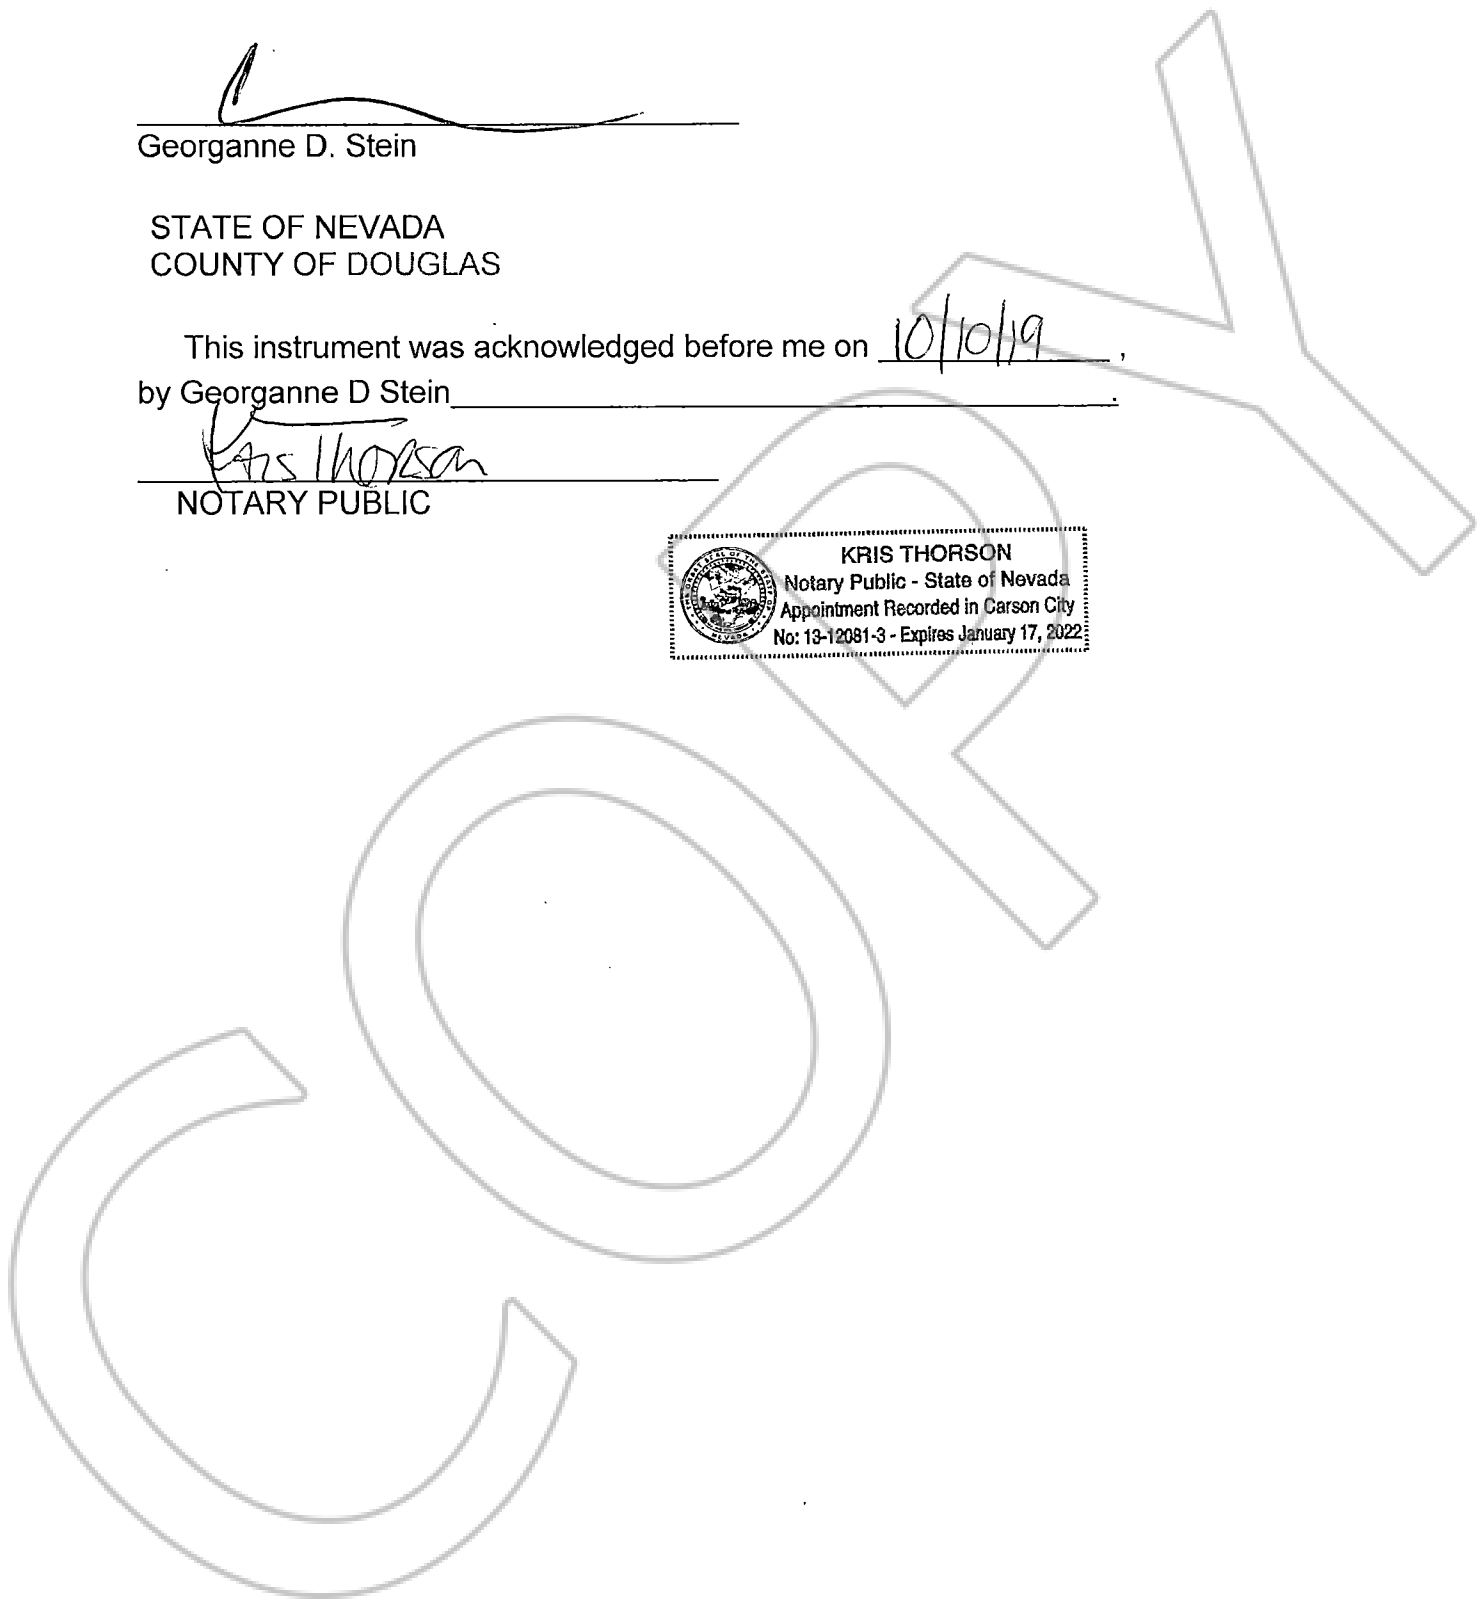 Georganne D. Stein
STATE OF NEVADA
COUNTY OF DOUGLAS
This instrument was acknowledged before me on 10/10/19 ,
by Georganne D Stein .
Kris Thorson
NOTARY PUBLIC
KRIS THORSON
Notary Public - State of Nevada
Appointment Recorded in Carson City
No: 13-12081-3 - Expires January 17, 2022
COPY